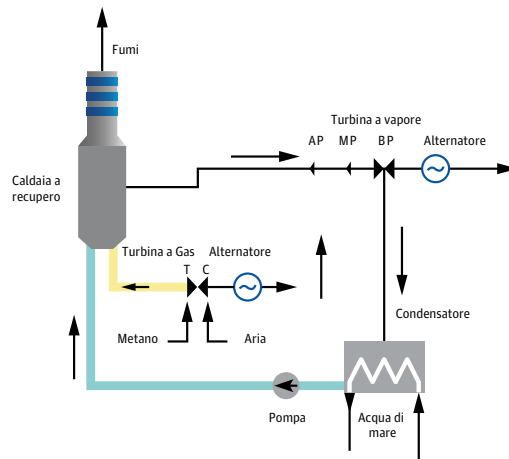 Fumi
Turbina a vapore
AP MP BP Alternatore
Caldaia a
recupero
Turbina a Gas Alternatore
T C
Condensatore
Metano Aria
Pompa
Acqua di
mare